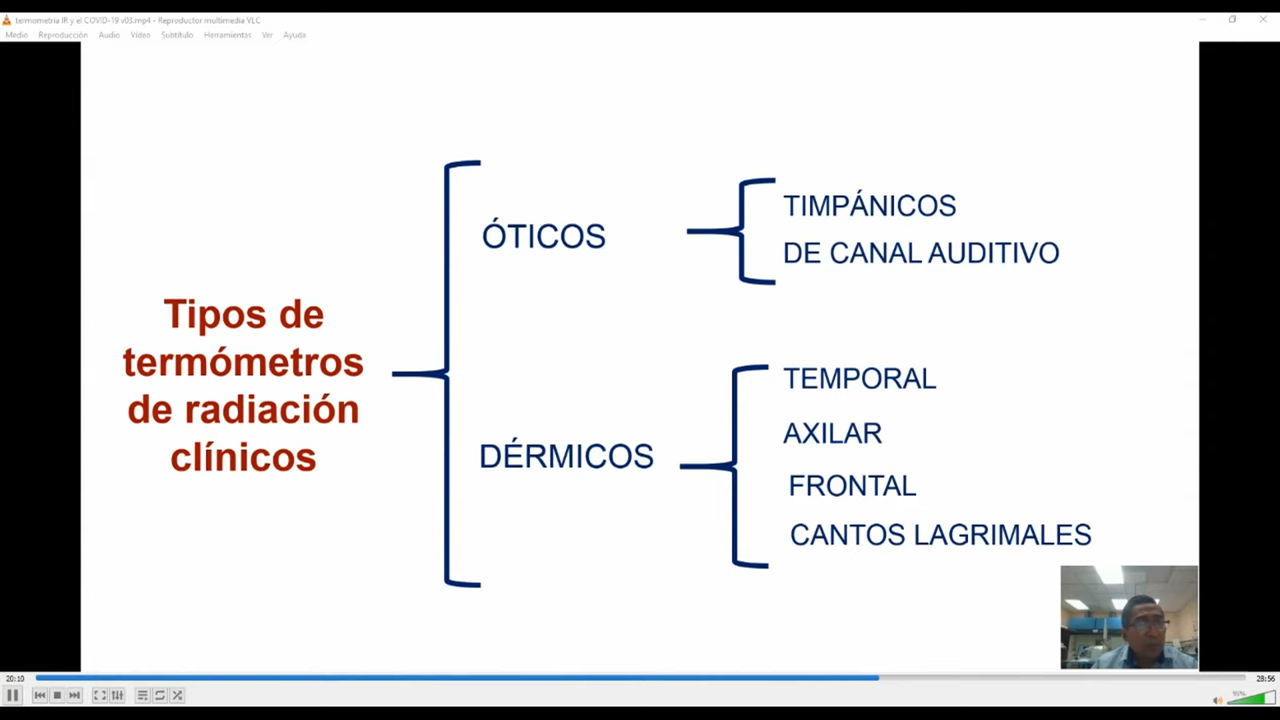 termometria IR y el COVID-19 v03.mp4 - Reproductor multimedia VLC
Medio Reproducción Audio Vídeo Subtítulo Herramientas Ver Ayuda
Tipos de
termómetros
de radiación
clínicos
ÓTICOS
TIMPÁNICOS
DE CANAL AUDITIVO
DÉRMICOS
TEMPORAL
AXILAR
FRONTAL
CANTOS LAGRIMALES
20:10
28:56
95%